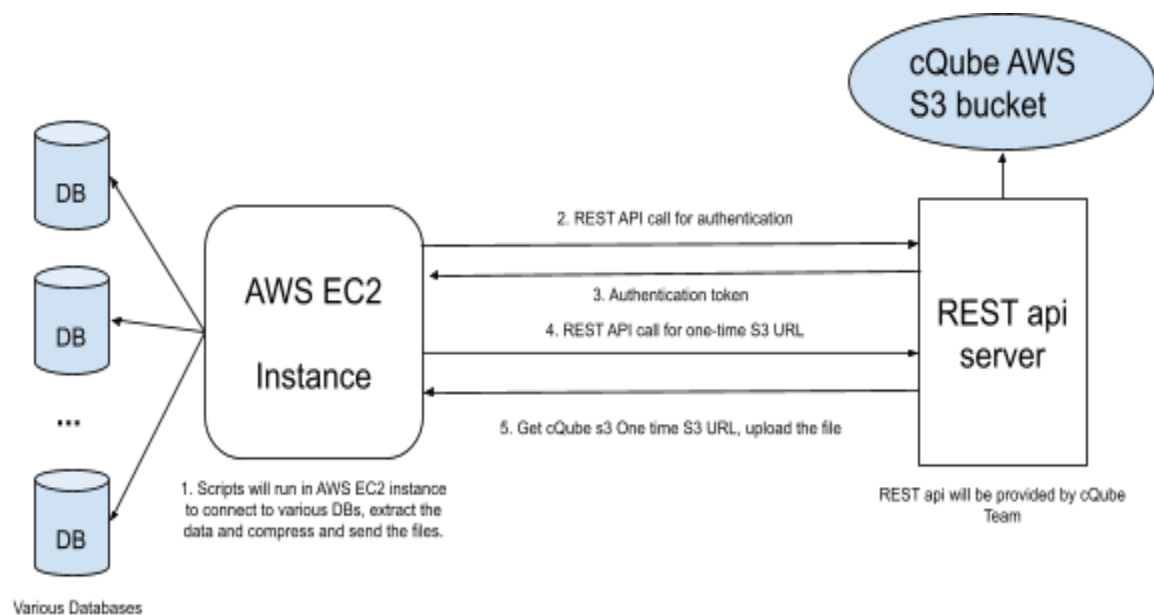 cQube AWS
S3 bucket
DB
DB
...
DB
Various Databases
AWS EC2
Instance
1. Scripts will run in AWS EC2 instance
to connect to various DBs, extract the
data and compress and send the files.
2. REST API call for authentication
3. Authentication token
4. REST API call for one-time S3 URL
5. Get cQube s3 One time S3 URL, upload the file
REST api
server
REST api will be provided by cQube
Team